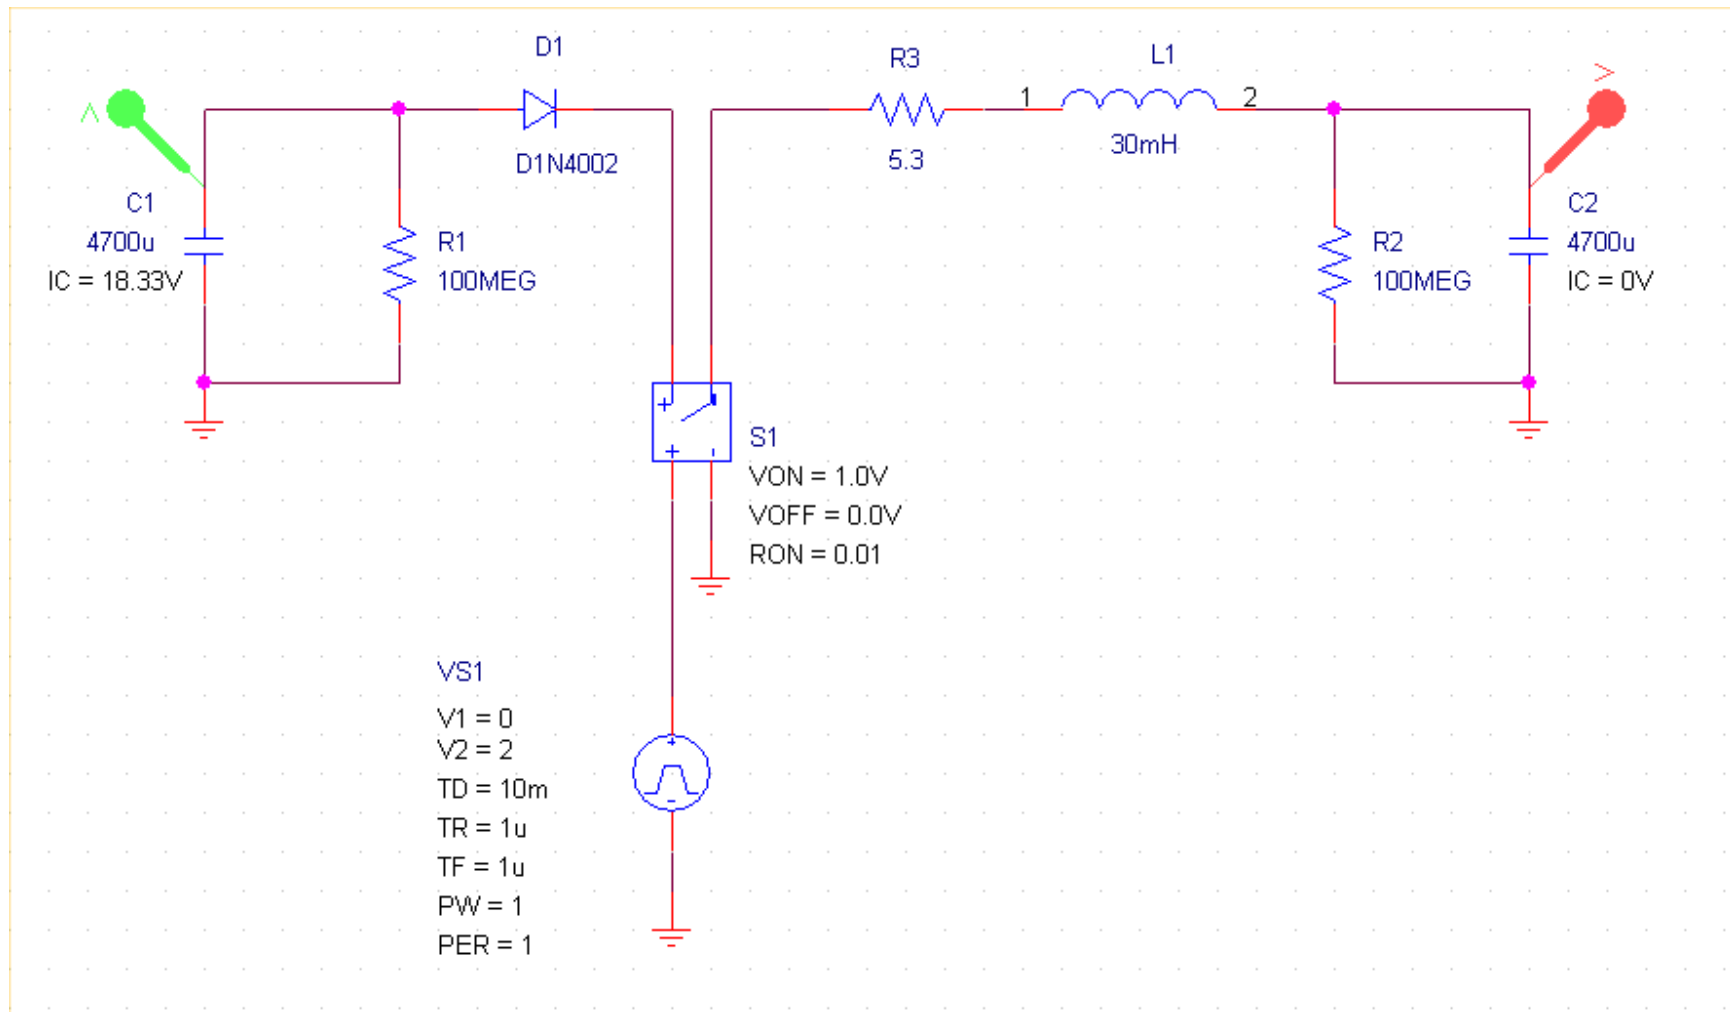 D1
D1N4002
R3
5.3
L1
1
2
30mH
C1
4700u
IC = 18.33V
R1
100MEG
R2
100MEG
C2
4700u
IC = 0V
+
+
-
S1
VON = 1.0V
VOFF = 0.0V
RON = 0.01
VS1
V1 = 0
V2 = 2
TD = 10m
TR = 1u
TF = 1u
PW = 1
PER = 1
+
-